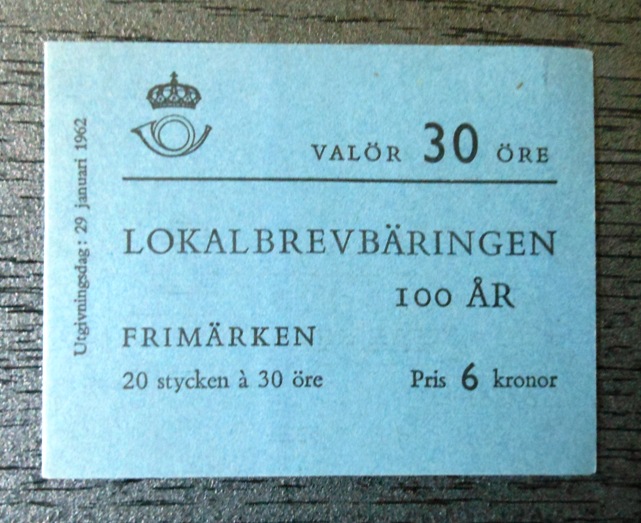 Utgivningsdag: 29 januari 1962
VALÖR 30 ÖRE
LOKALBREVBÄRINGEN
100 ÅR
FRIMÄRKEN
20 stycken à 30 öre Pris 6 kronor